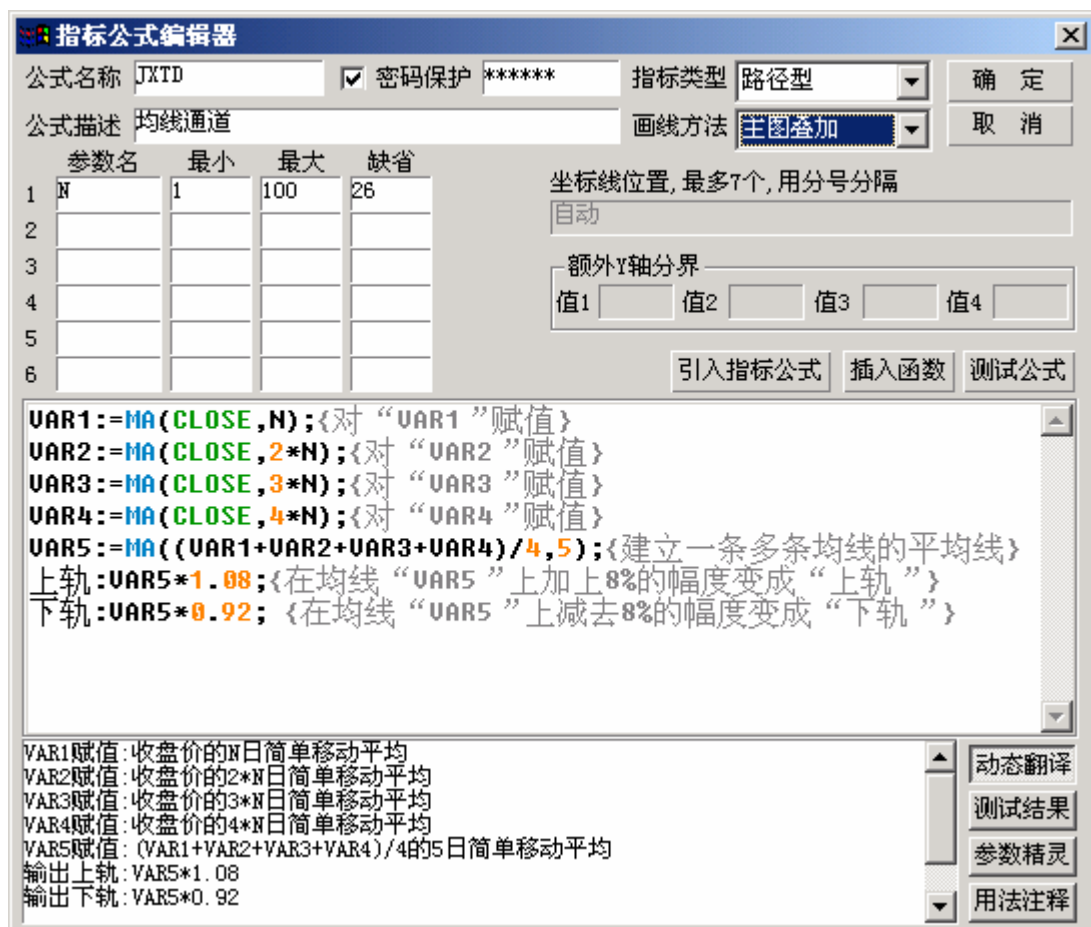 指标公式编辑器
公式名称 JXTD 密码保护 ****** 指标类型 路径型 确 定
公式描述 均线通道 画线方法 主图叠加 取 消
参数名 最小 最大 缺省
1 N 1 100 26
坐标线位置,最多7个,用分号分隔
2
自动
3
额外Y轴分界
4
值1 值2 值3 值4
5
6
引入指标公式 插入函数 测试公式
VAR1:=MA(CLOSE,N);{对“VAR1”赋值}
VAR2:=MA(CLOSE,2*N);{对“VAR2”赋值}
VAR3:=MA(CLOSE,3*N);{对“VAR3”赋值}
VAR4:=MA(CLOSE,4*N);{对“VAR4”赋值}
VAR5:=MA((VAR1+VAR2+VAR3+VAR4)/4,5);{建立一条多条均线的平均线}
上轨:VAR5*1.08;{在均线“VAR5”上加上8%的幅度变成“上轨”}
下轨:VAR5*0.92; {在均线“VAR5”上减去8%的幅度变成“下轨”}
VAR1赋值:收盘价的N日简单移动平均
VAR2赋值:收盘价的2*N日简单移动平均
VAR3赋值:收盘价的3*N日简单移动平均
VAR4赋值:收盘价的4*N日简单移动平均
VAR5赋值:(VAR1+VAR2+VAR3+VAR4)/4的5日简单移动平均
输出上轨:VAR5*1.08
输出下轨:VAR5*0.92
动态翻译
测试结果
参数精灵
用法注释